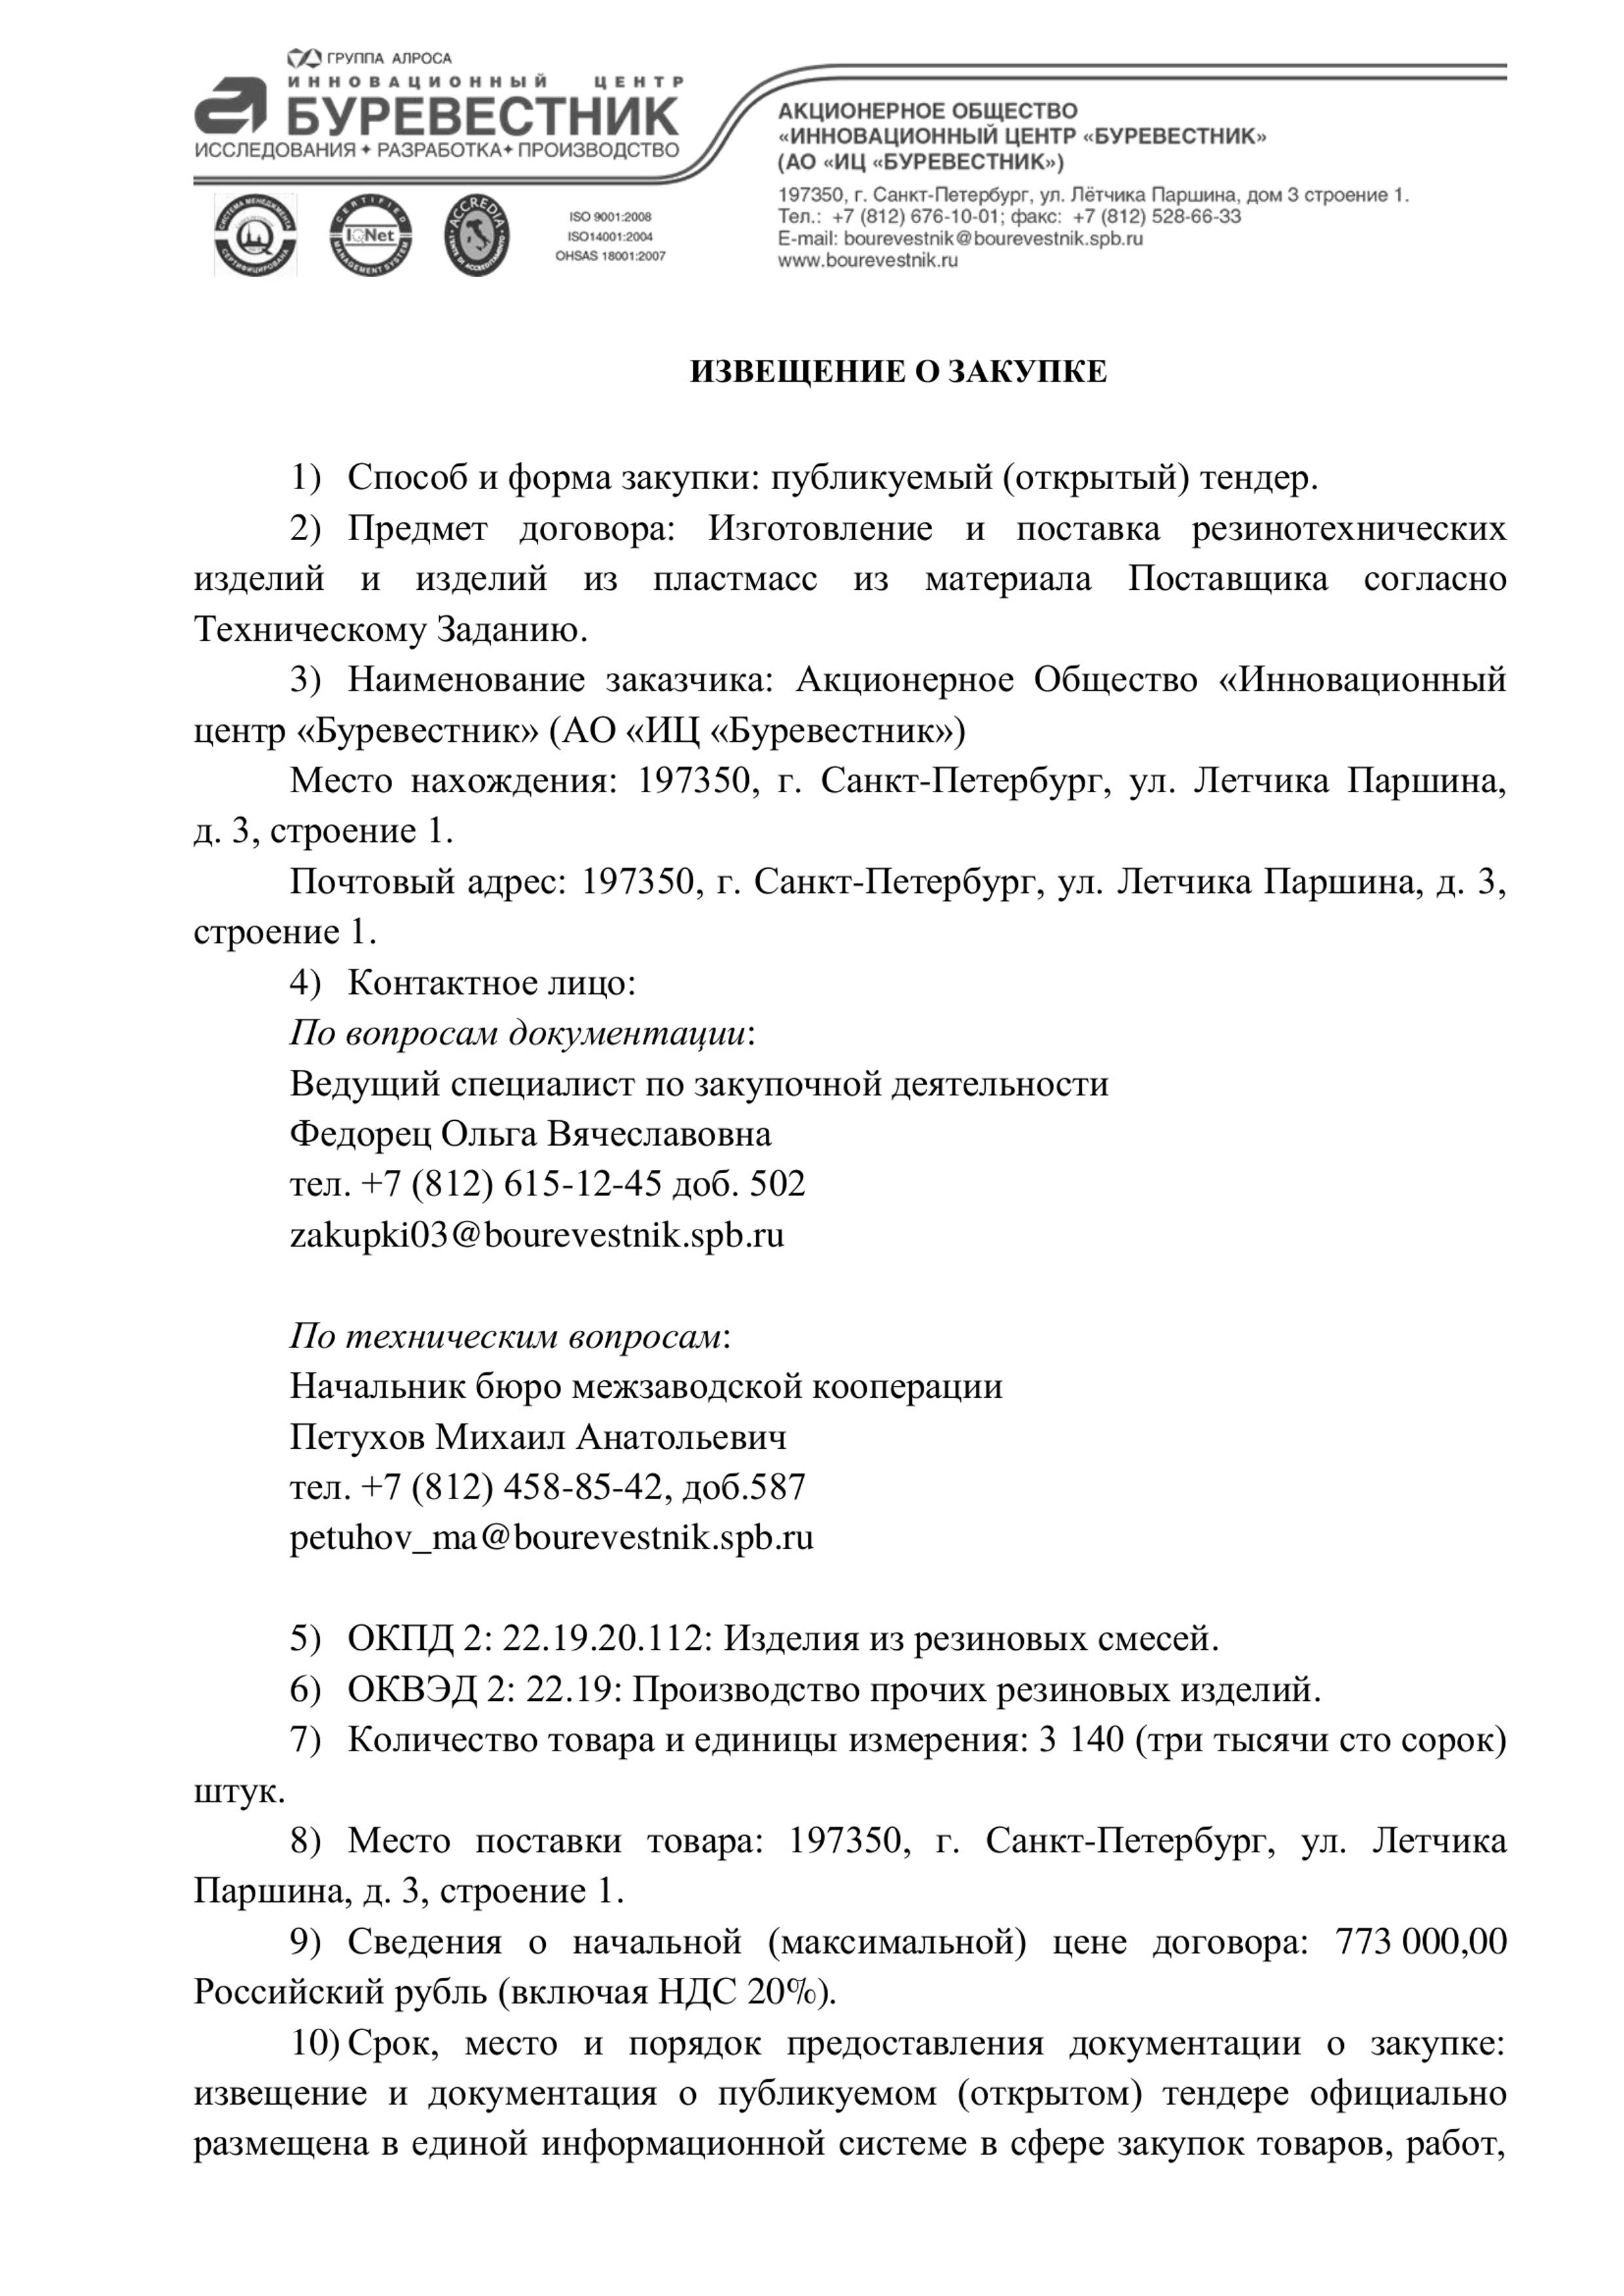 ГРУППА АЛРОСА
ИННОВАЦИОННЫЙ ЦЕНТР
БУРЕВЕСТНИК
ИССЛЕДОВАНИЯ РАЗРАБОТКА ПРОИЗВОДСТВО
СИСТЕМА МЕНЕДЖМЕНТА
СЕРТИФИЦИРОВАНА
CERTIFIED
IQNet
MANAGEMENT SYSTEM
ACCREDIA
ISO 9001:2008
ISO14001:2004
OHSAS 18001:2007
АКЦИОНЕРНОЕ ОБЩЕСТВО
«ИННОВАЦИОННЫЙ ЦЕНТР «БУРЕВЕСТНИК»
(АО «ИЦ «БУРЕВЕСТНИК»)
197350, г. Санкт-Петербург, ул. Лётчика Паршина, дом 3 строение 1.
Тел.: +7 (812) 676-10-01; факс: +7 (812) 528-66-33
E-mail: bourevestnik@bourevestnik.spb.ru
www.bourevestnik.ru
ИЗВЕЩЕНИЕ О ЗАКУПКЕ
1) Способ и форма закупки: публикуемый (открытый) тендер.
2) Предмет договора: Изготовление и поставка резинотехнических
изделий и изделий из пластмасс из материала Поставщика согласно
Техническому Заданию.
3) Наименование заказчика: Акционерное Общество «Инновационный
центр «Буревестник» (АО «ИЦ «Буревестник»)
Место нахождения: 197350, г. Санкт-Петербург, ул. Летчика Паршина,
д. 3, строение 1.
Почтовый адрес: 197350, г. Санкт-Петербург, ул. Летчика Паршина, д. 3,
строение 1.
4) Контактное лицо:
По вопросам документации:
Ведущий специалист по закупочной деятельности
Федорец Ольга Вячеславовна
тел. +7 (812) 615-12-45 доб. 502
zakupki03@bourevestnik.spb.ru
По техническим вопросам:
Начальник бюро межзаводской кооперации
Петухов Михаил Анатольевич
тел. +7 (812) 458-85-42, доб.587
petuhov_ma@bourevestnik.spb.ru
5) ОКПД 2: 22.19.20.112: Изделия из резиновых смесей.
6) ОКВЭД 2: 22.19: Производство прочих резиновых изделий.
7) Количество товара и единицы измерения: 3 140 (три тысячи сто сорок)
штук.
8) Место поставки товара: 197350, г. Санкт-Петербург, ул. Летчика
Паршина, д. 3, строение 1.
9) Сведения о начальной (максимальной) цене договора: 773 000,00
Российский рубль (включая НДС 20%).
10) Срок, место и порядок предоставления документации о закупке:
извещение и документация о публикуемом (открытом) тендере официально
размещена в единой информационной системе в сфере закупок товаров, работ,